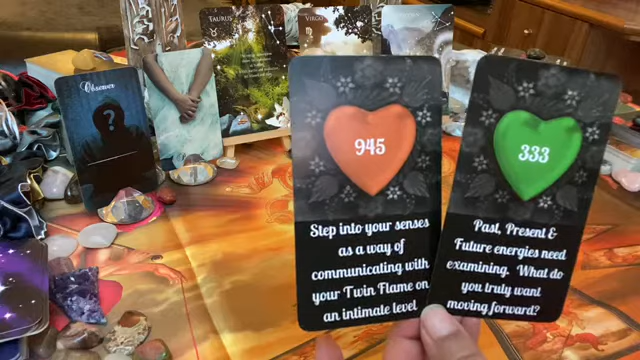 Observer
?
TAURUS
VIRGO
945
Step into your senses
as a way of
communicating with
your Twin Flame on
an intimate level
333
Past, Present &
Future energies need
examining. What do
you truly want
moving forward?